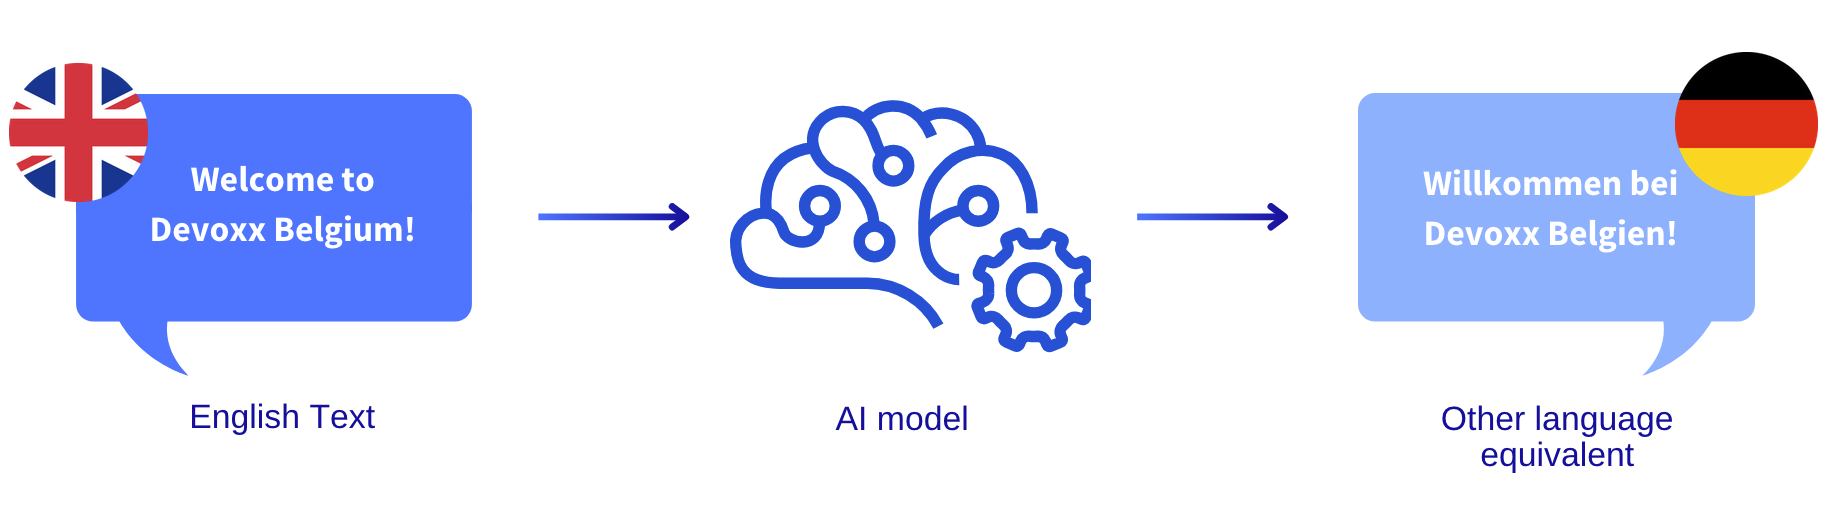 Welcome to
Devoxx Belgium!
English Text
AI model
Willkommen bei
Devoxx Belgien!
Other language
equivalent